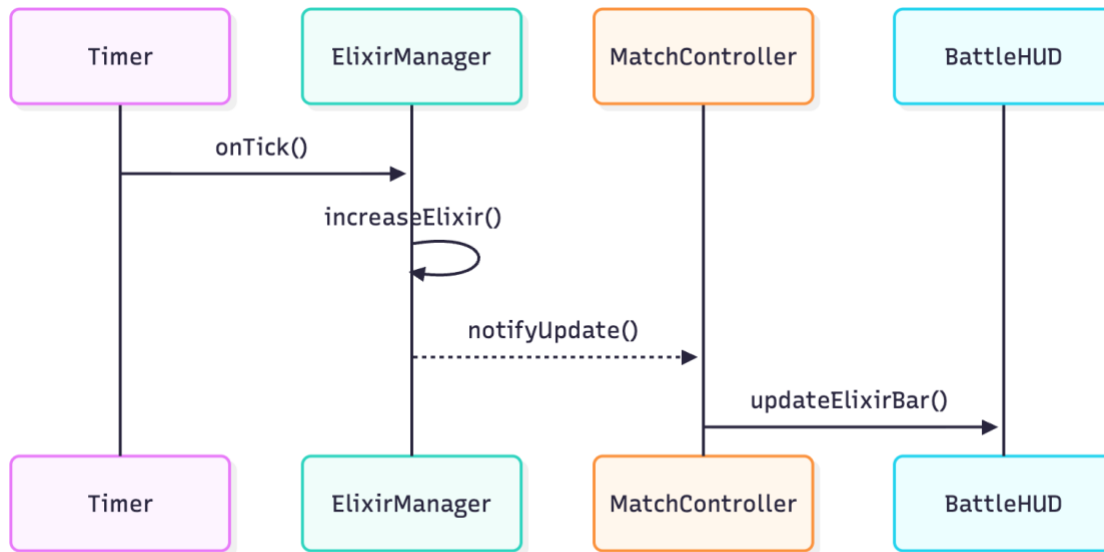 Timer
ElixirManager
MatchController
BattleHUD
onTick()
increaseElixir()
notifyUpdate()
updateElixirBar()
Timer
ElixirManager
MatchController
BattleHUD